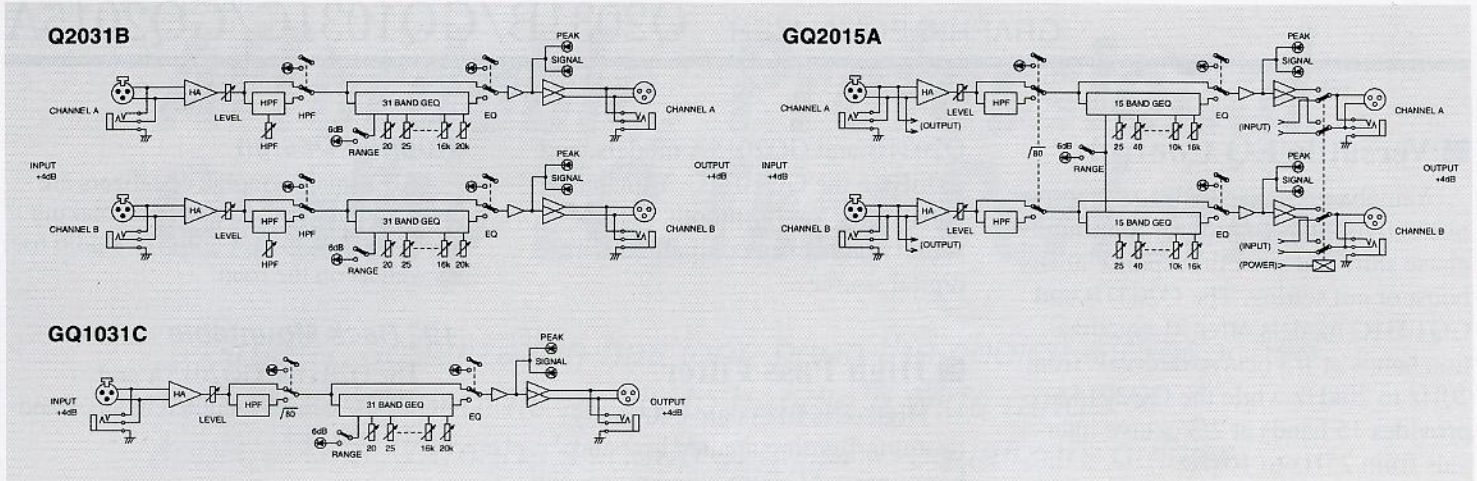 Q2031B
PEAK
SIGNAL
CHANNEL A
HA
LEVEL
HPF
HPF
HPF
31 BAND GEQ
6dB
RANGE
20 25 16k 20k
EQ
CHANNEL A
INPUT
+4dB
OUTPUT
+4dB
PEAK
SIGNAL
CHANNEL B
HA
LEVEL
HPF
HPF
HPF
31 BAND GEQ
6dB
RANGE
20 25 16k 20k
EQ
CHANNEL B
GQ2015A
PEAK
SIGNAL
CHANNEL A
(OUTPUT)
HA
LEVEL
HPF
15 BAND GEQ
25 40 10k 16k
EQ
(INPUT)
CHANNEL A
80
6dB
RANGE
INPUT
+4dB
OUTPUT
+4dB
PEAK
SIGNAL
CHANNEL B
(OUTPUT)
HA
LEVEL
HPF
15 BAND GEQ
25 40 10k 16k
EQ
(INPUT)
(POWER)
CHANNEL B
GQ1031C
PEAK
SIGNAL
INPUT
+4dB
HA
LEVEL
HPF
80
31 BAND GEQ
6dB
RANGE
20 25 16k 20k
EQ
OUTPUT
+4dB